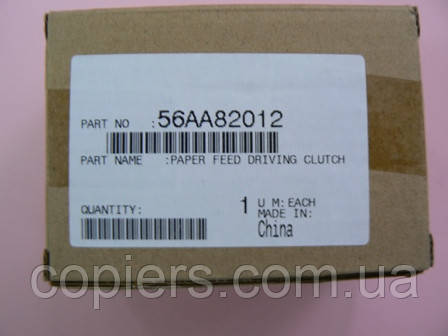 PART NO : 56AA82012
PART NAME :PAPER FEED DRIVING CLUTCH
QUANTITY: 1 U M: EACH
MADE IN:
China
copiers.com.ua